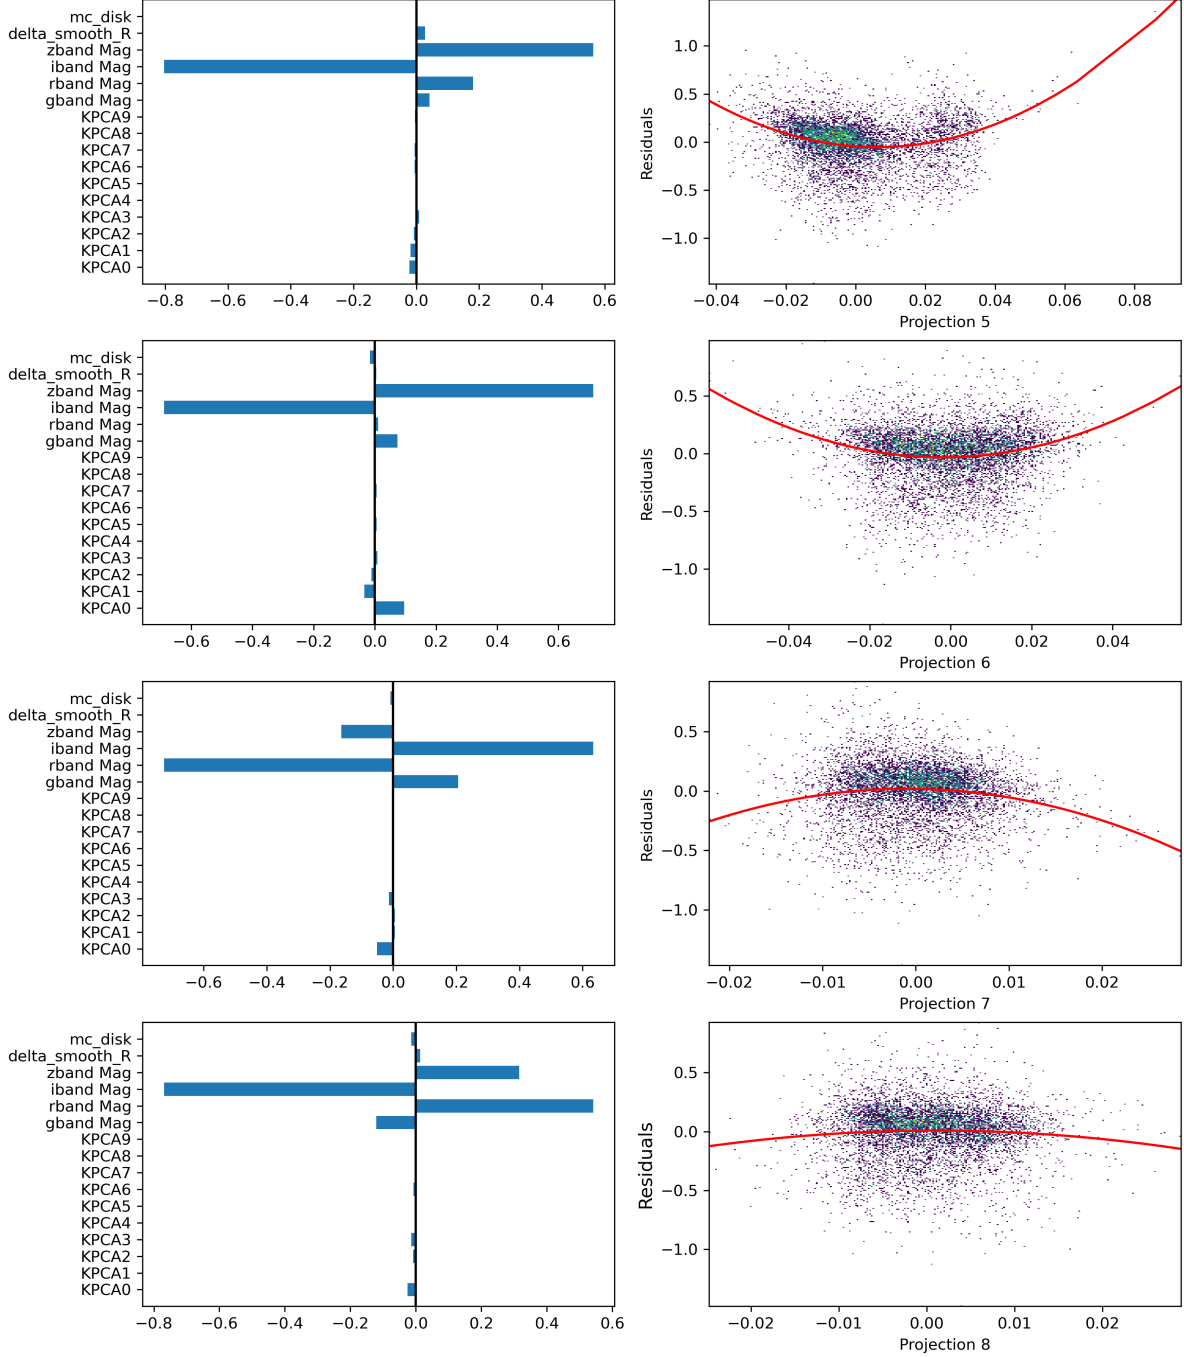 mc_disk
delta_smooth_R
zband Mag
iband Mag
rband Mag
gband Mag
KPCA9
KPCA8
KPCA7
KPCA6
KPCA5
KPCA4
KPCA3
KPCA2
KPCA1
KPCA0
−0.8 −0.6 −0.4 −0.2 0.0 0.2 0.4 0.6
Residuals
1.0
0.5
0.0
−0.5
−1.0
−0.04 −0.02 0.00 0.02 0.04 0.06 0.08
Projection 5
mc_disk
delta_smooth_R
zband Mag
iband Mag
rband Mag
gband Mag
KPCA9
KPCA8
KPCA7
KPCA6
KPCA5
KPCA4
KPCA3
KPCA2
KPCA1
KPCA0
−0.6 −0.4 −0.2 0.0 0.2 0.4 0.6
Residuals
0.5
0.0
−0.5
−1.0
−0.04 −0.02 0.00 0.02 0.04
Projection 6
mc_disk
delta_smooth_R
zband Mag
iband Mag
rband Mag
gband Mag
KPCA9
KPCA8
KPCA7
KPCA6
KPCA5
KPCA4
KPCA3
KPCA2
KPCA1
KPCA0
−0.6 −0.4 −0.2 0.0 0.2 0.4 0.6
Residuals
0.5
0.0
−0.5
−1.0
−0.02 −0.01 0.00 0.01 0.02
Projection 7
mc_disk
delta_smooth_R
zband Mag
iband Mag
rband Mag
gband Mag
KPCA9
KPCA8
KPCA7
KPCA6
KPCA5
KPCA4
KPCA3
KPCA2
KPCA1
KPCA0
−0.8 −0.6 −0.4 −0.2 0.0 0.2 0.4 0.6
Residuals
0.5
0.0
−0.5
−1.0
−0.02 −0.01 0.00 0.01 0.02
Projection 8